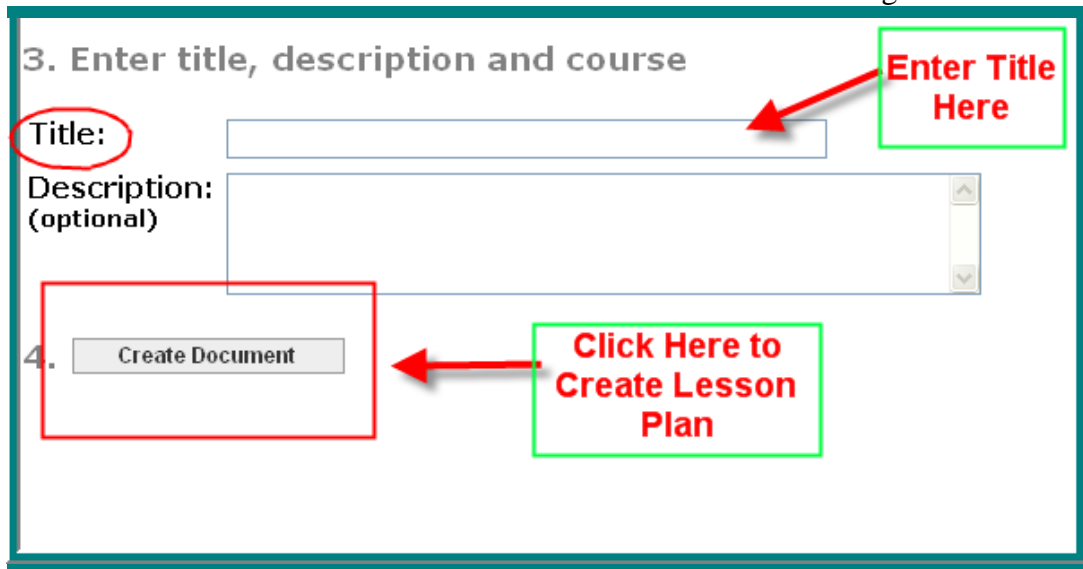 3. Enter title, description and course
Enter Title
Here
Title:
Description:
(optional)
4. Create Document
Click Here to
Create Lesson
Plan